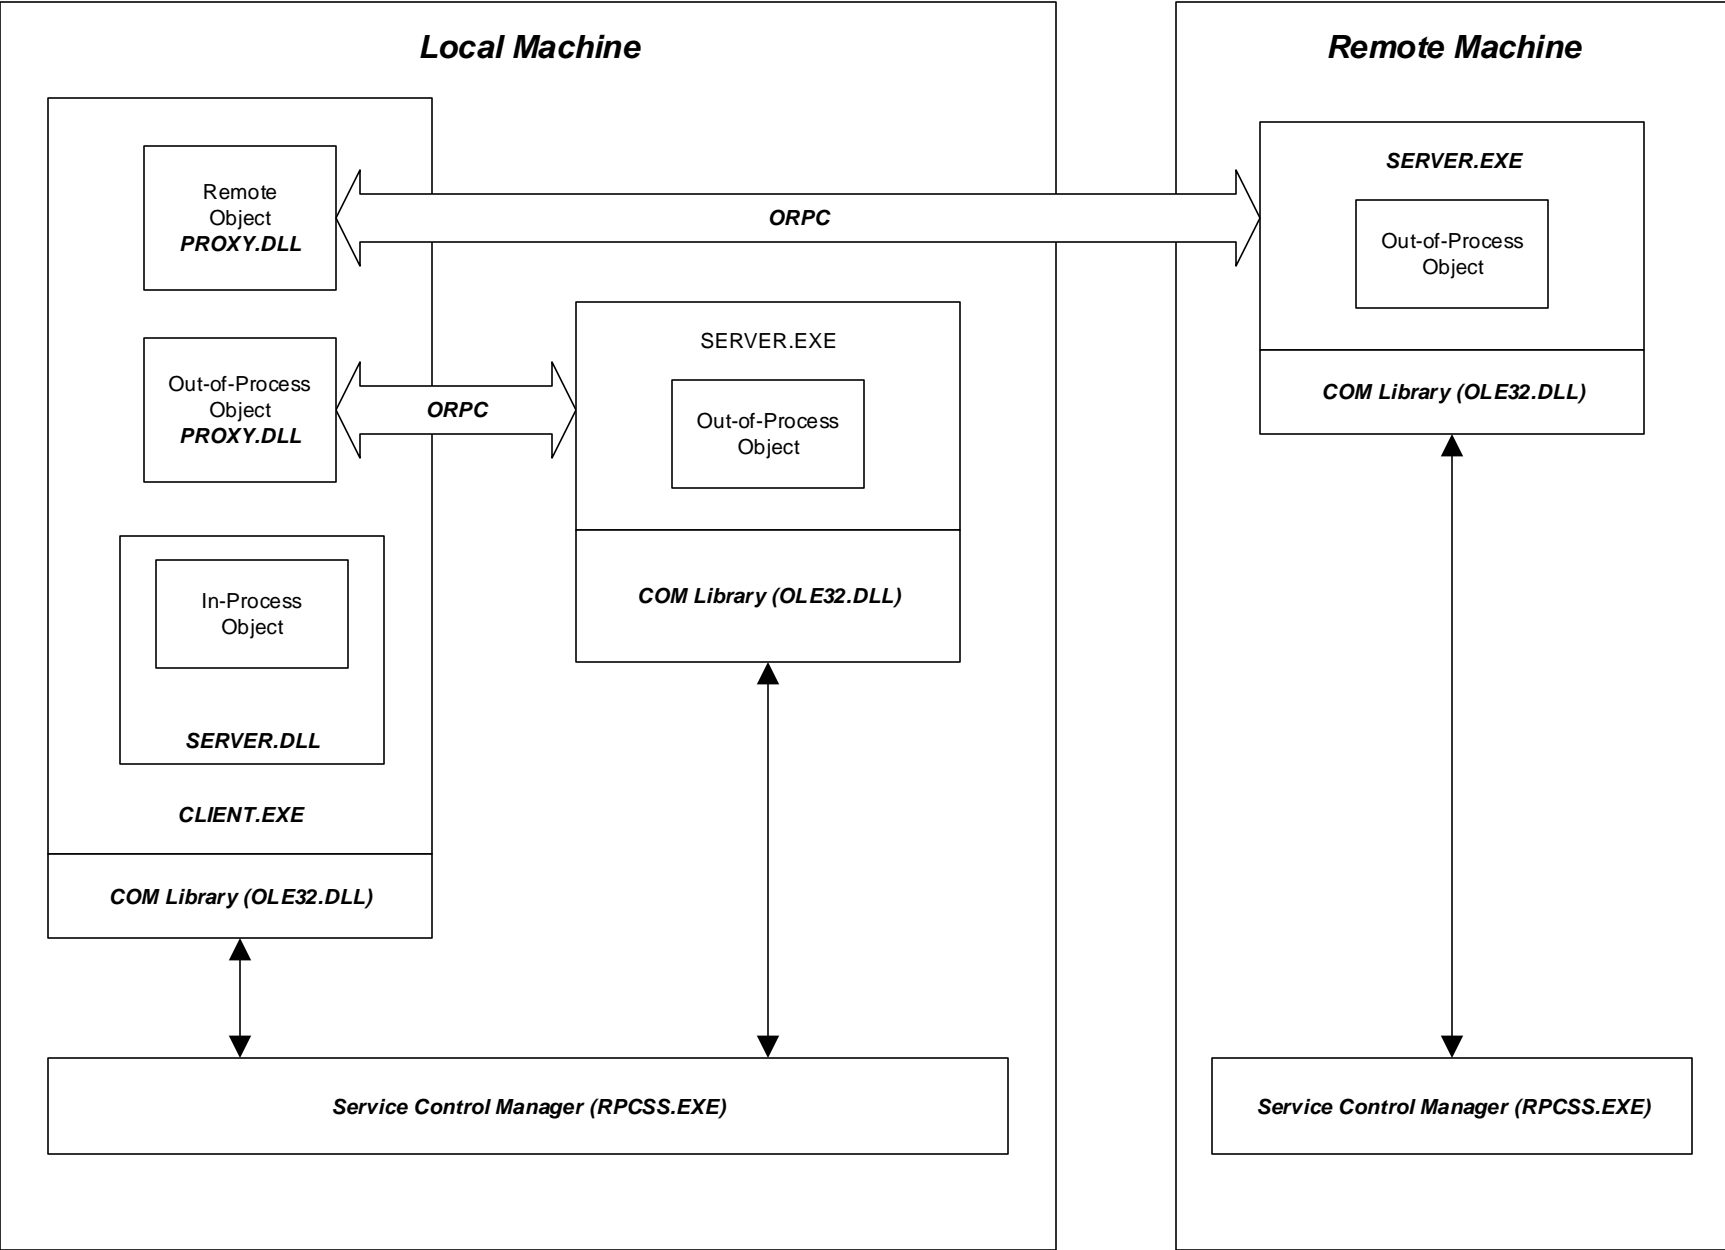 Local Machine
Remote Machine
Remote
Object
PROXY.DLL
ORPC
SERVER.EXE
Out-of-Process
Object
COM Library (OLE32.DLL)
Out-of-Process
Object
PROXY.DLL
ORPC
SERVER.EXE
Out-of-Process
Object
COM Library (OLE32.DLL)
In-Process
Object
SERVER.DLL
CLIENT.EXE
COM Library (OLE32.DLL)
Service Control Manager (RPCSS.EXE)
Service Control Manager (RPCSS.EXE)